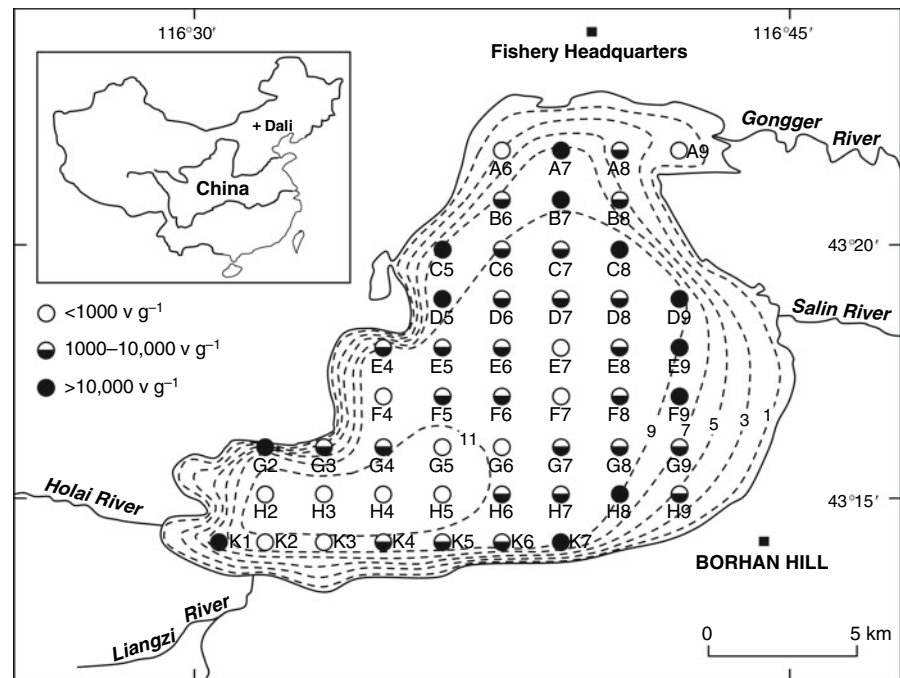 116°30′
116°45′
Fishery Headquarters
Gongger
River
+ Dali
China
A6 A7 A8 A9
B6 B7 B8
43°20′
C5 C6 C7 C8
<1000 v g⁻¹
Salin River
D5 D6 D7 D8 D9
1000–10,000 v g⁻¹
E4 E5 E6 E7 E8 E9
>10,000 v g⁻¹
F4 F5 F6 F7 F8 F9
9 7 5 3 1
11
G2 G3 G4 G5 G6 G7 G8 G9
Holai River
43°15′
H2 H3 H4 H5 H6 H7 H8 H9
K1 K2 K3 K4 K5 K6 K7
BORHAN HILL
Liangzi River
0 5 km